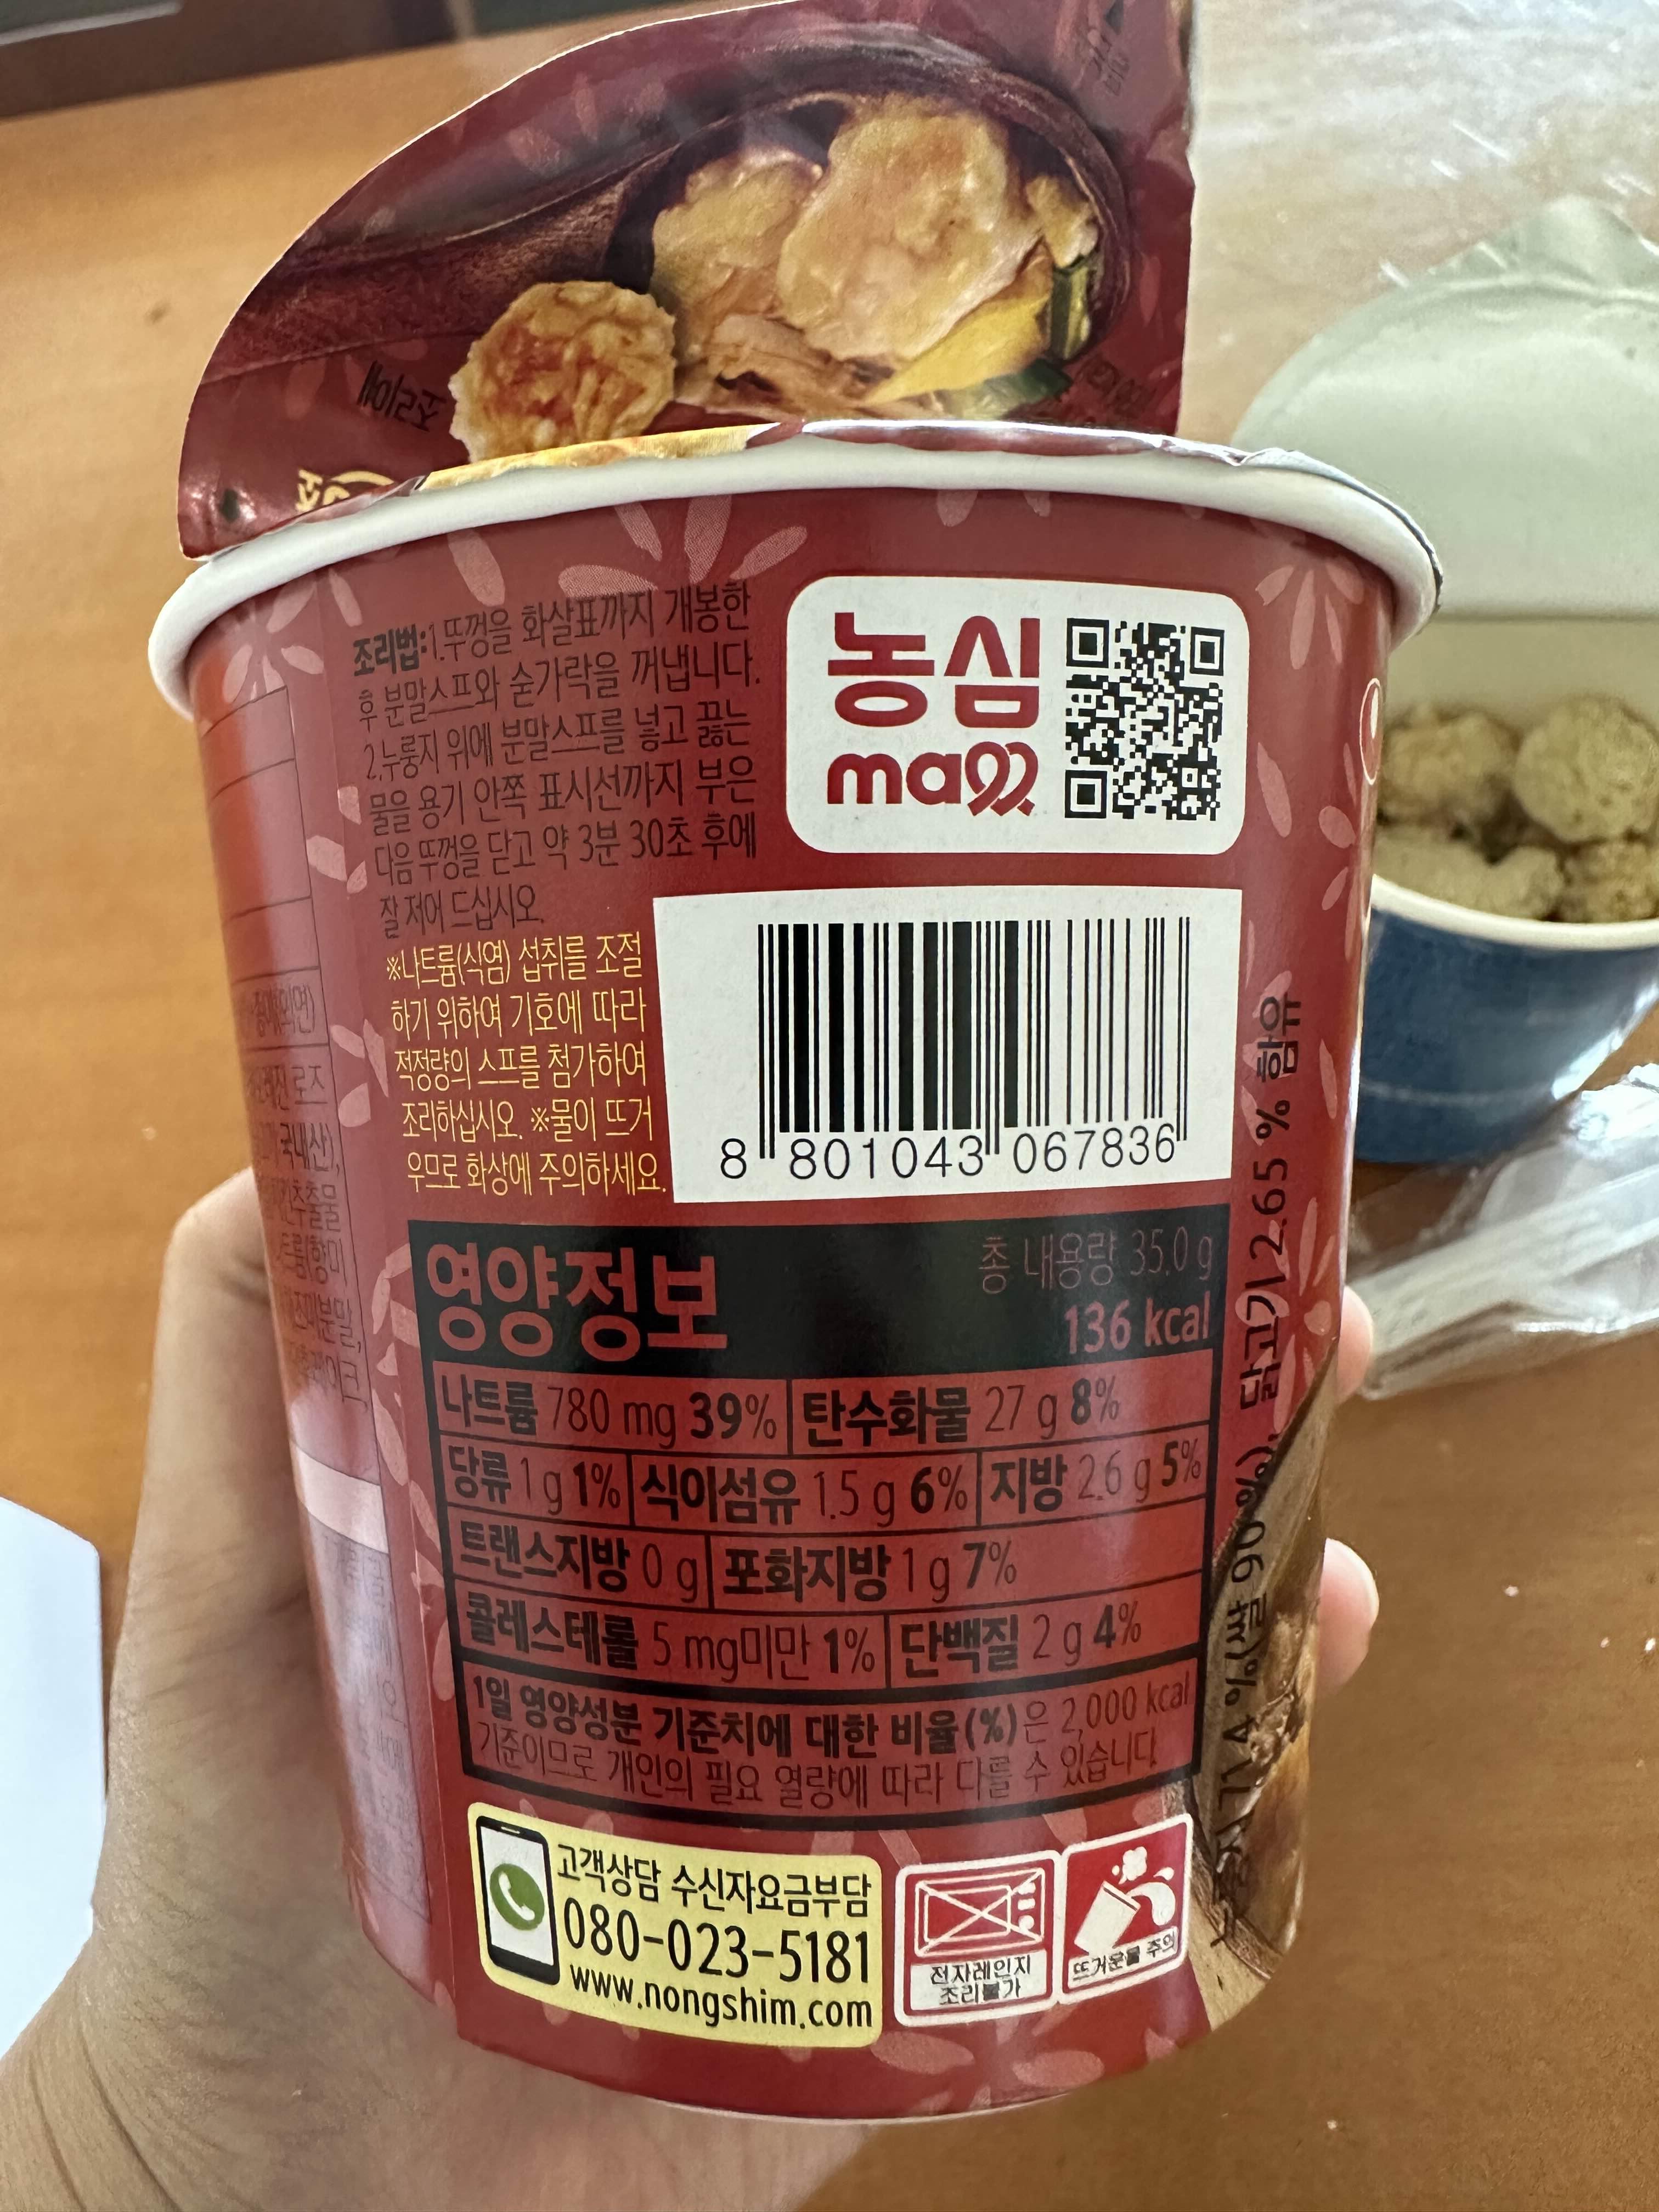 조리법:1.뚜껑을 화살표까지 개봉한
후 분말스프와 숟가락을 꺼냅니다.
2.누룽지 위에 분말스프를 넣고 끓는
물을 용기 안쪽 표시선까지 부은
다음 뚜껑을 닫고 약 3분 30초 후에
잘 저어 드십시오.
※나트륨(식염) 섭취를 조절
하기 위하여 기호에 따라
적정량의 스프를 첨가하여
조리하십시오. ※물이 뜨거
우므로 화상에 주의하세요.
농심
mall
8 801043 067836
영양정보
총 내용량 35.0 g
136 kcal
나트륨 780 mg 39% 탄수화물 27 g 8%
당류 1 g 1% 식이섬유 1.5 g 6% 지방 2.6 g 5%
트랜스지방 0 g 포화지방 1 g 7%
콜레스테롤 5 mg미만 1% 단백질 2 g 4%
1일 영양성분 기준치에 대한 비율(%)은 2,000 kcal
기준이므로 개인의 필요 열량에 따라 다를 수 있습니다.
고객상담 수신자요금부담
080-023-5181
www.nongshim.com
전자레인지
조리불가
뜨거운물 주의
71.4 %(쌀 90 %), 닭고기 2.65 % 함유
조리예
국내산),
추출물